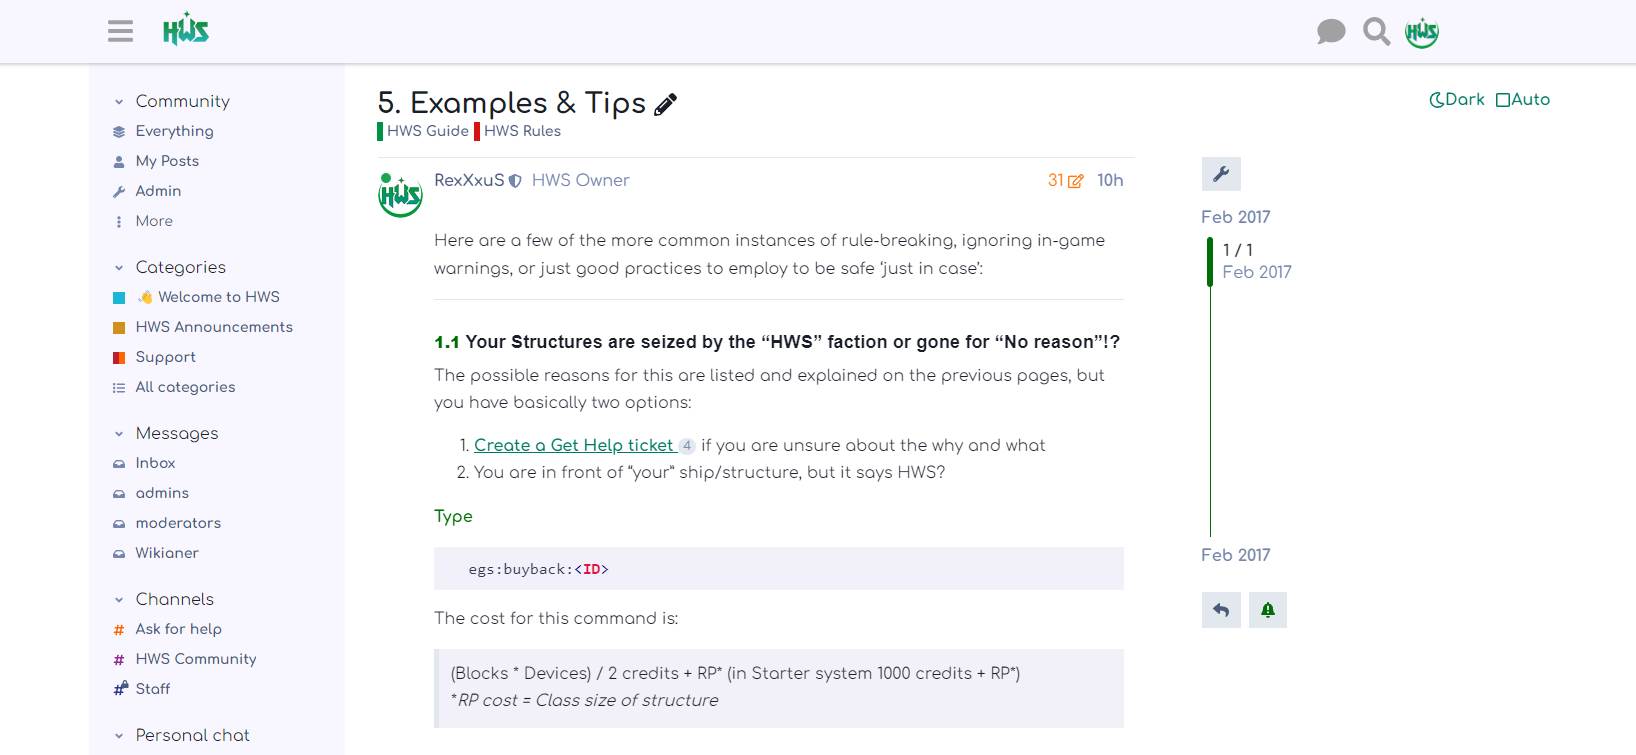 HWS
HWS
Community
Everything
My Posts
Admin
More
Categories
👋 Welcome to HWS
HWS Announcements
Support
All categories
Messages
Inbox
admins
moderators
Wikianer
Channels
# Ask for help
# HWS Community
# Staff
Personal chat
5. Examples & Tips
HWS Guide HWS Rules
Dark Auto
HWS
RexXxuS HWS Owner 31 10h
Here are a few of the more common instances of rule-breaking, ignoring in-game
warnings, or just good practices to employ to be safe ‘just in case’:
1.1 Your Structures are seized by the “HWS” faction or gone for “No reason”!?
The possible reasons for this are listed and explained on the previous pages, but
you have basically two options:
1. Create a Get Help ticket 4 if you are unsure about the why and what
2. You are in front of “your” ship/structure, but it says HWS?
Type
egs:buyback:<ID>
The cost for this command is:
(Blocks * Devices) / 2 credits + RP* (in Starter system 1000 credits + RP*)
*RP cost = Class size of structure
Feb 2017
1 / 1
Feb 2017
Feb 2017